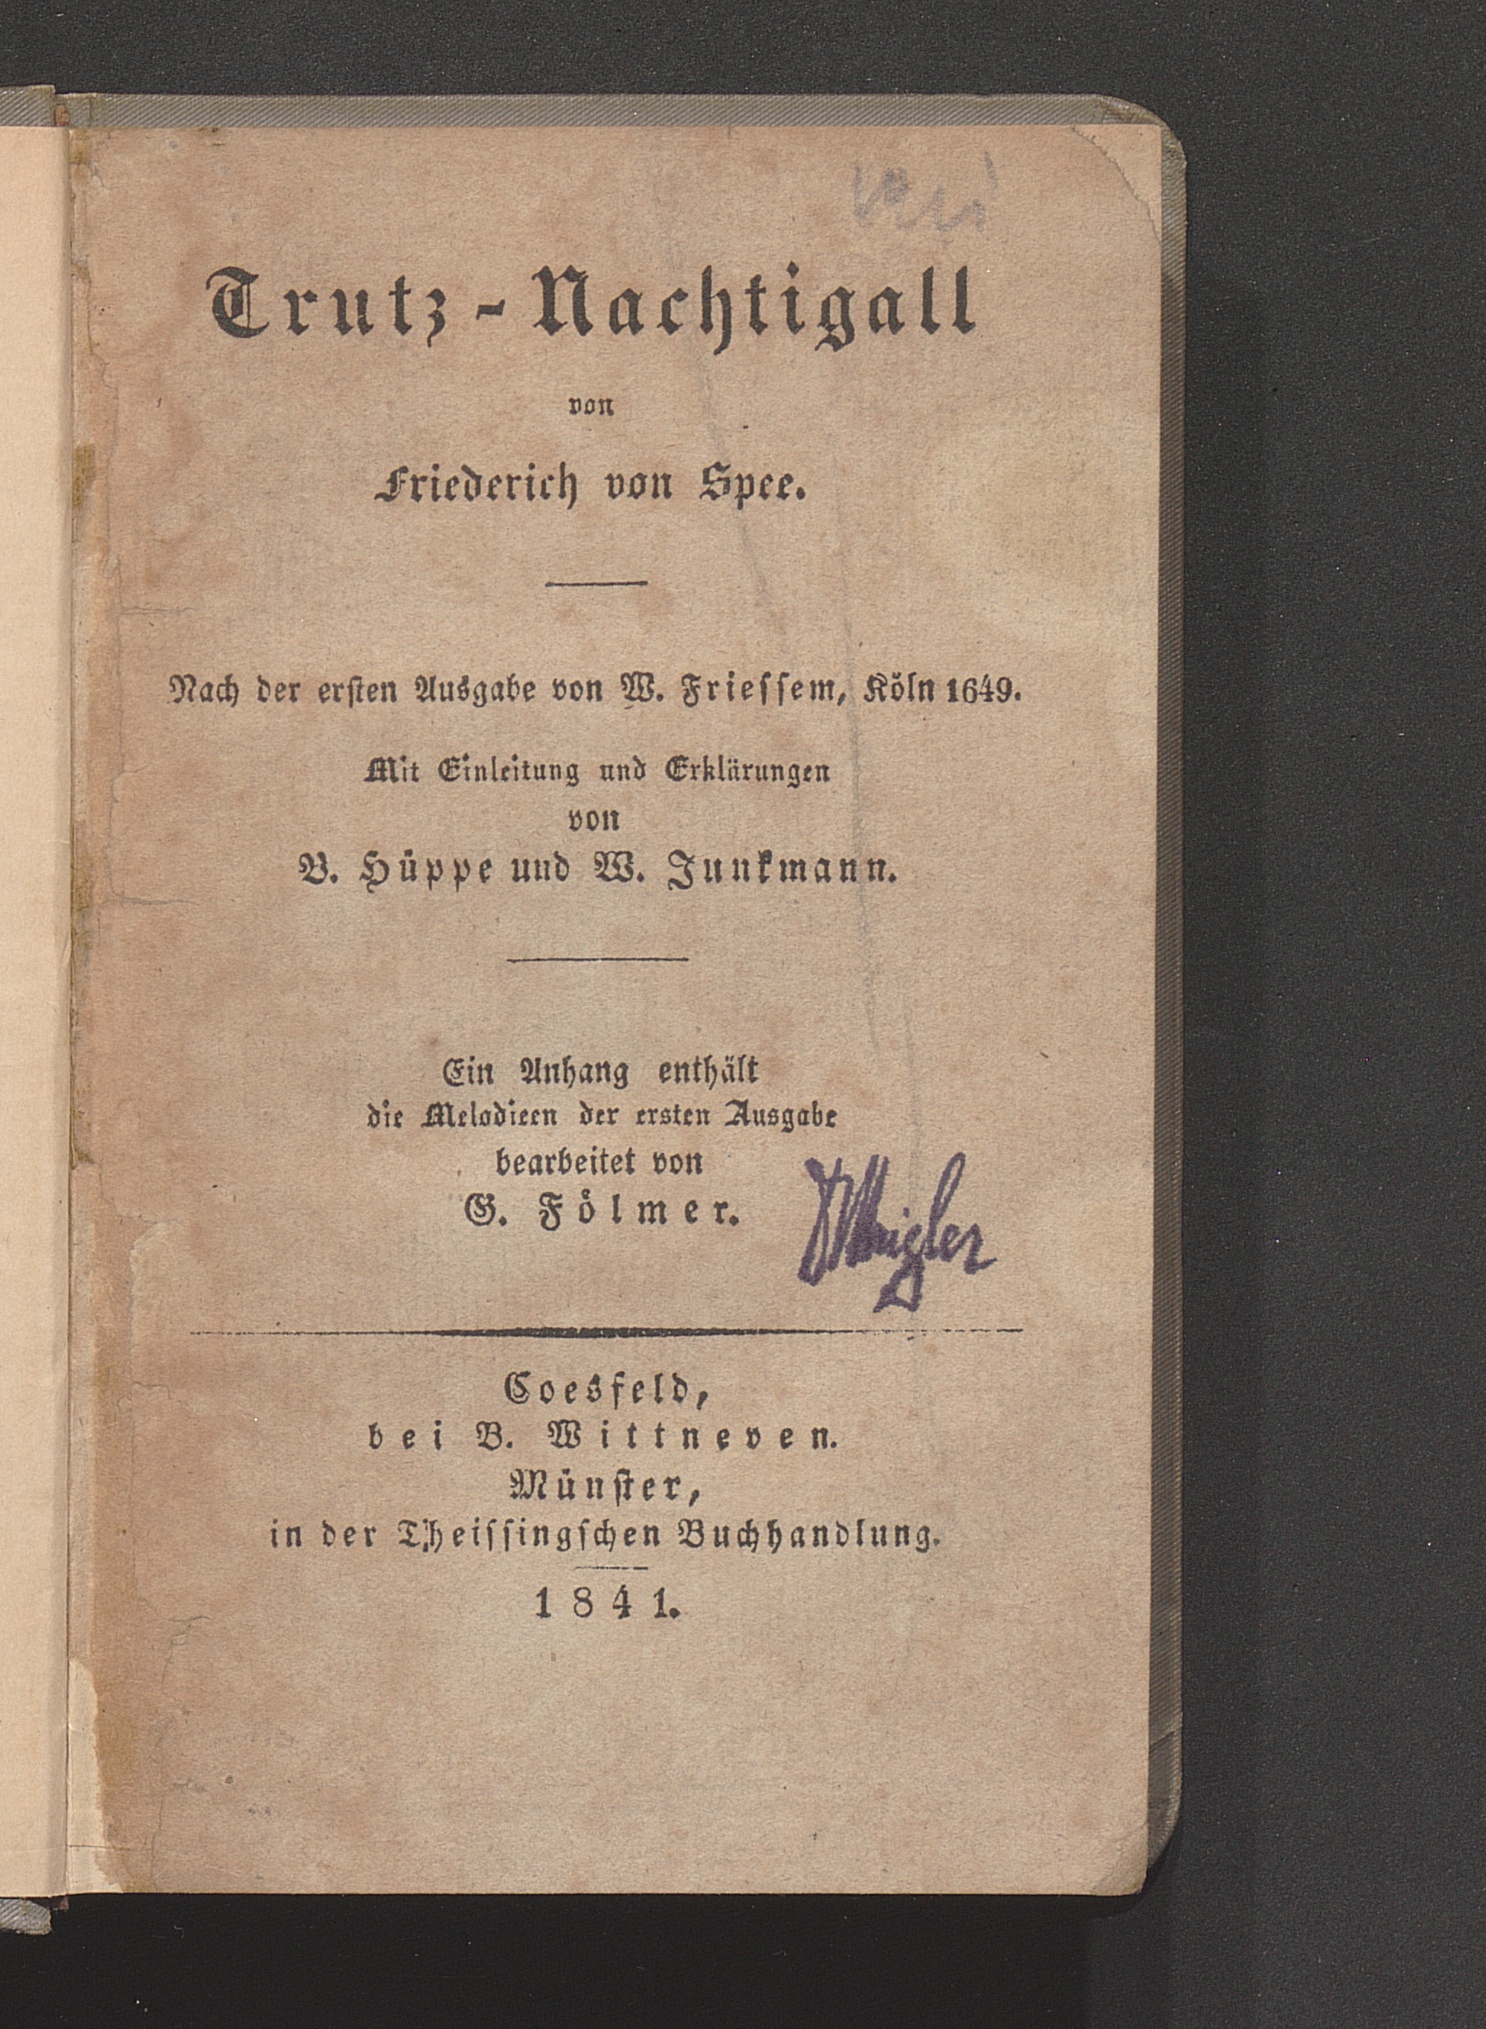 Trutz-Nachtigall
von
Friederich von Spee.
Nach der erſten Ausgabe von W. Frieſſem, Köln 1649.
Mit Einleitung und Erklärungen
von
B. Hüppe und W. Junkmann.
Ein Anhang enthält
die Melodieen der ersten Ausgabe
bearbeitet von
G. Fölmer.
Coesfeld,
bei B. Wittneven.
Münſter,
in der Theiſſingſchen Buchhandlung.
1841.